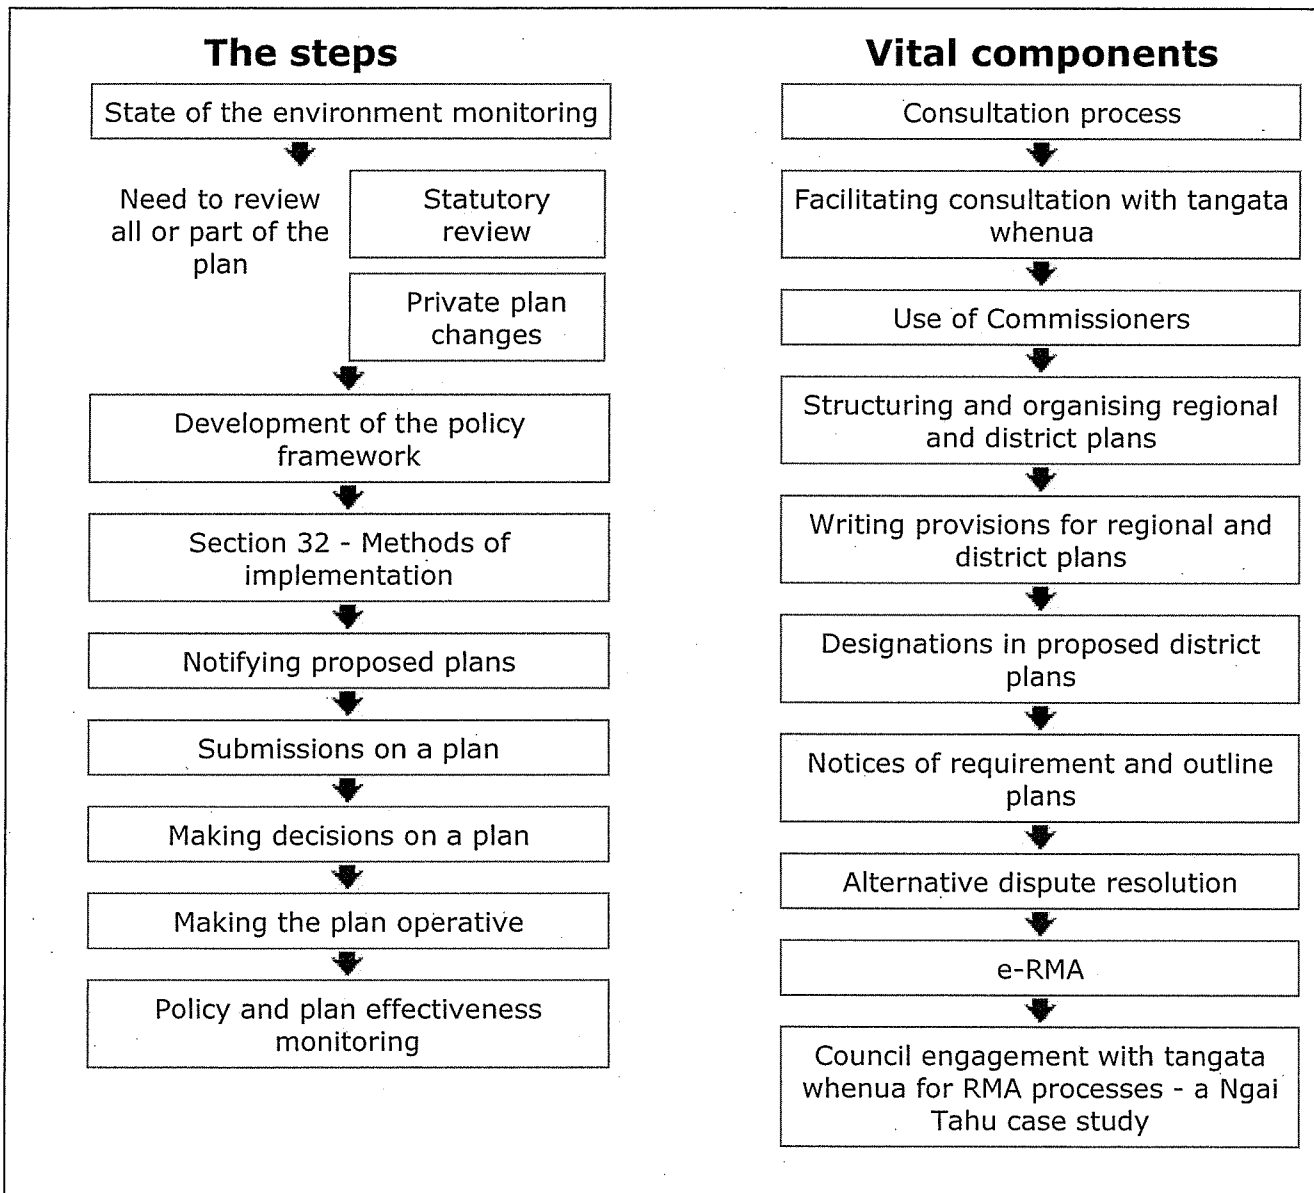 The steps
State of the environment monitoring
Need to review
all or part of the
plan
Statutory
review
Private plan
changes
Development of the policy
framework
Section 32 - Methods of
implementation
Notifying proposed plans
Submissions on a plan
Making decisions on a plan
Making the plan operative
Policy and plan effectiveness
monitoring
Vital components
Consultation process
Facilitating consultation with tangata
whenua
Use of Commissioners
Structuring and organising regional
and district plans
Writing provisions for regional and
district plans
Designations in proposed district
plans
Notices of requirement and outline
plans
Alternative dispute resolution
e-RMA
Council engagement with tangata
whenua for RMA processes - a Ngai
Tahu case study